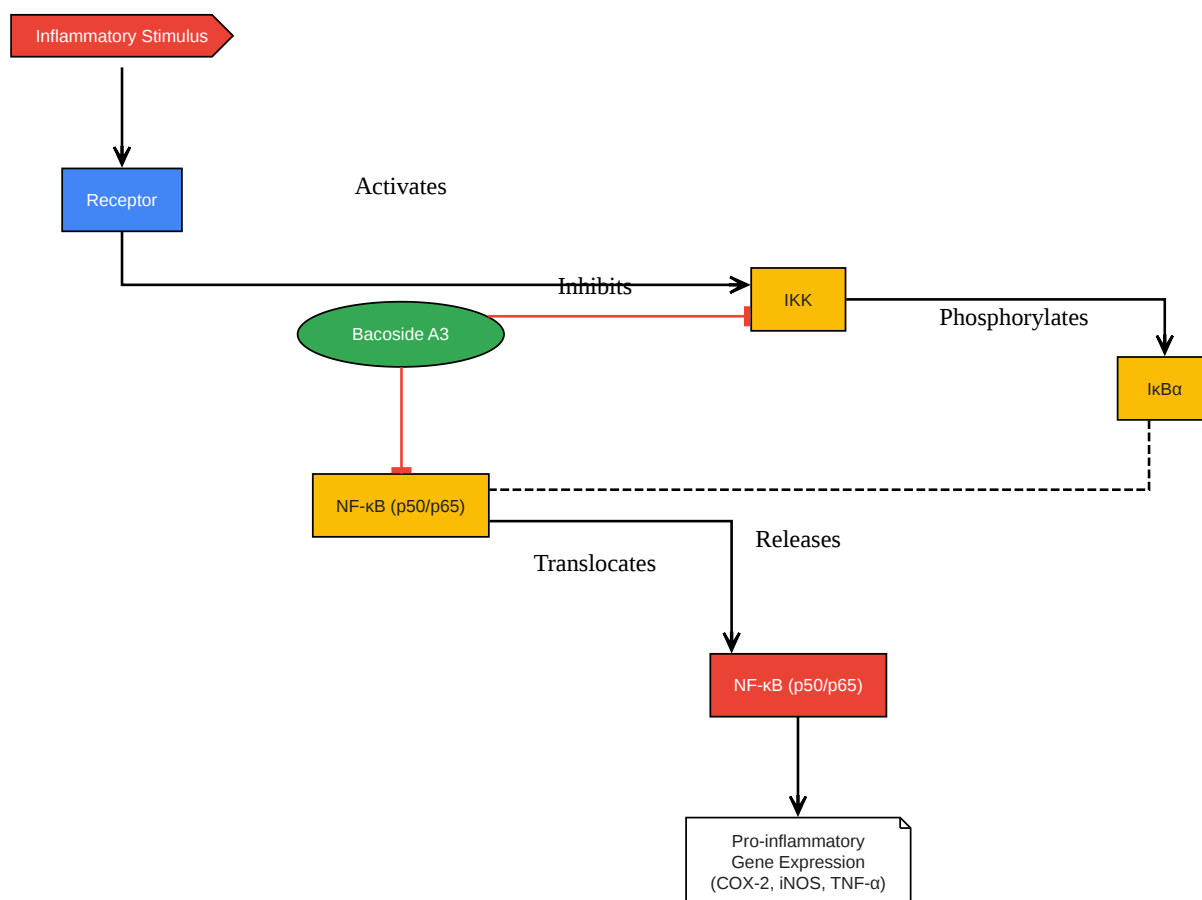 Inflammatory Stimulus
Receptor
Activates
Inhibits
IKK
Phosphorylates
Bacoside A3
IκBα
NF-κB (p50/p65)
Releases
Translocates
NF-κB (p50/p65)
Pro-inflammatory
Gene Expression
(COX-2, iNOS, TNF-α)